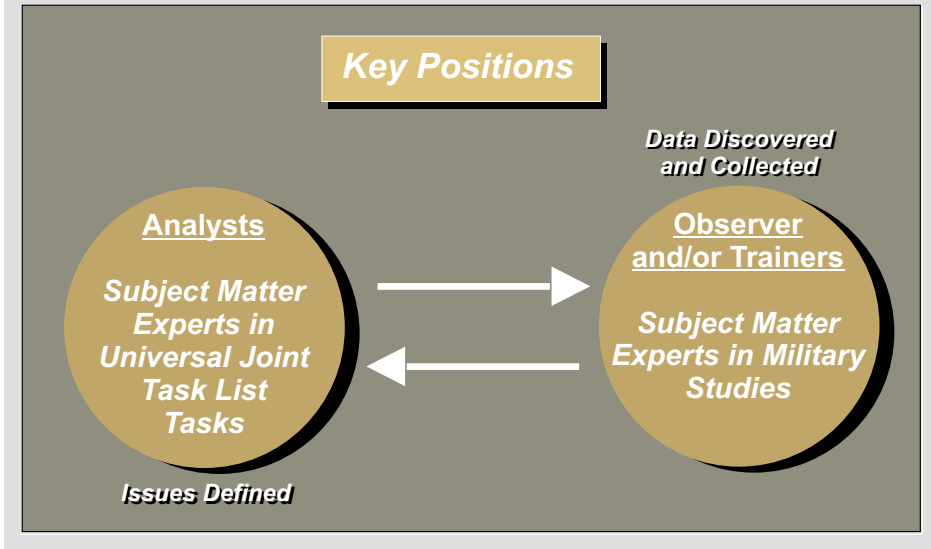 Key Positions
Data Discovered
and Collected
Analysts
Subject Matter
Experts in
Universal Joint
Task List
Tasks
Observer
and/or Trainers
Subject Matter
Experts in Military
Studies
Issues Defined